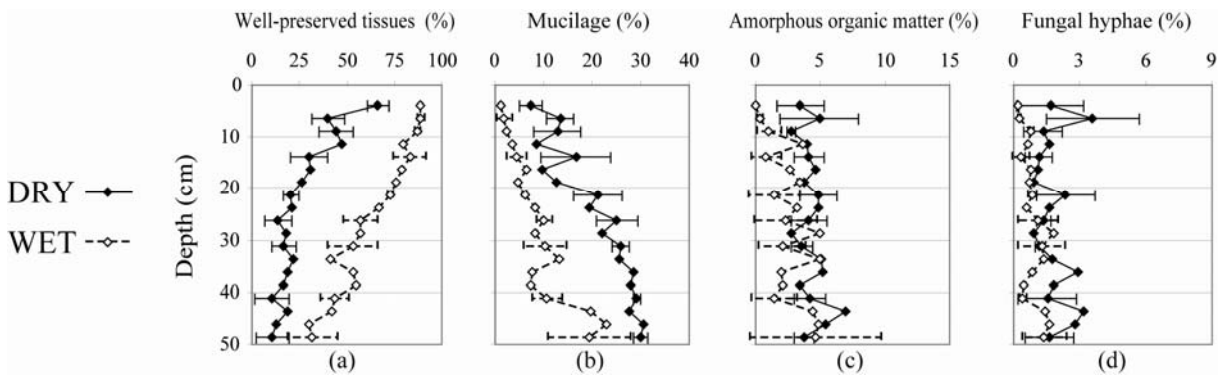 Well-preserved tissues (%) Mucilage (%) Amorphous organic matter (%) Fungal hyphae (%)
0 25 50 75 100 0 10 20 30 40 0 5 10 15 0 3 6 9
0
10
20
30
40
50
Depth (cm)
DRY
WET
(a) (b) (c) (d)